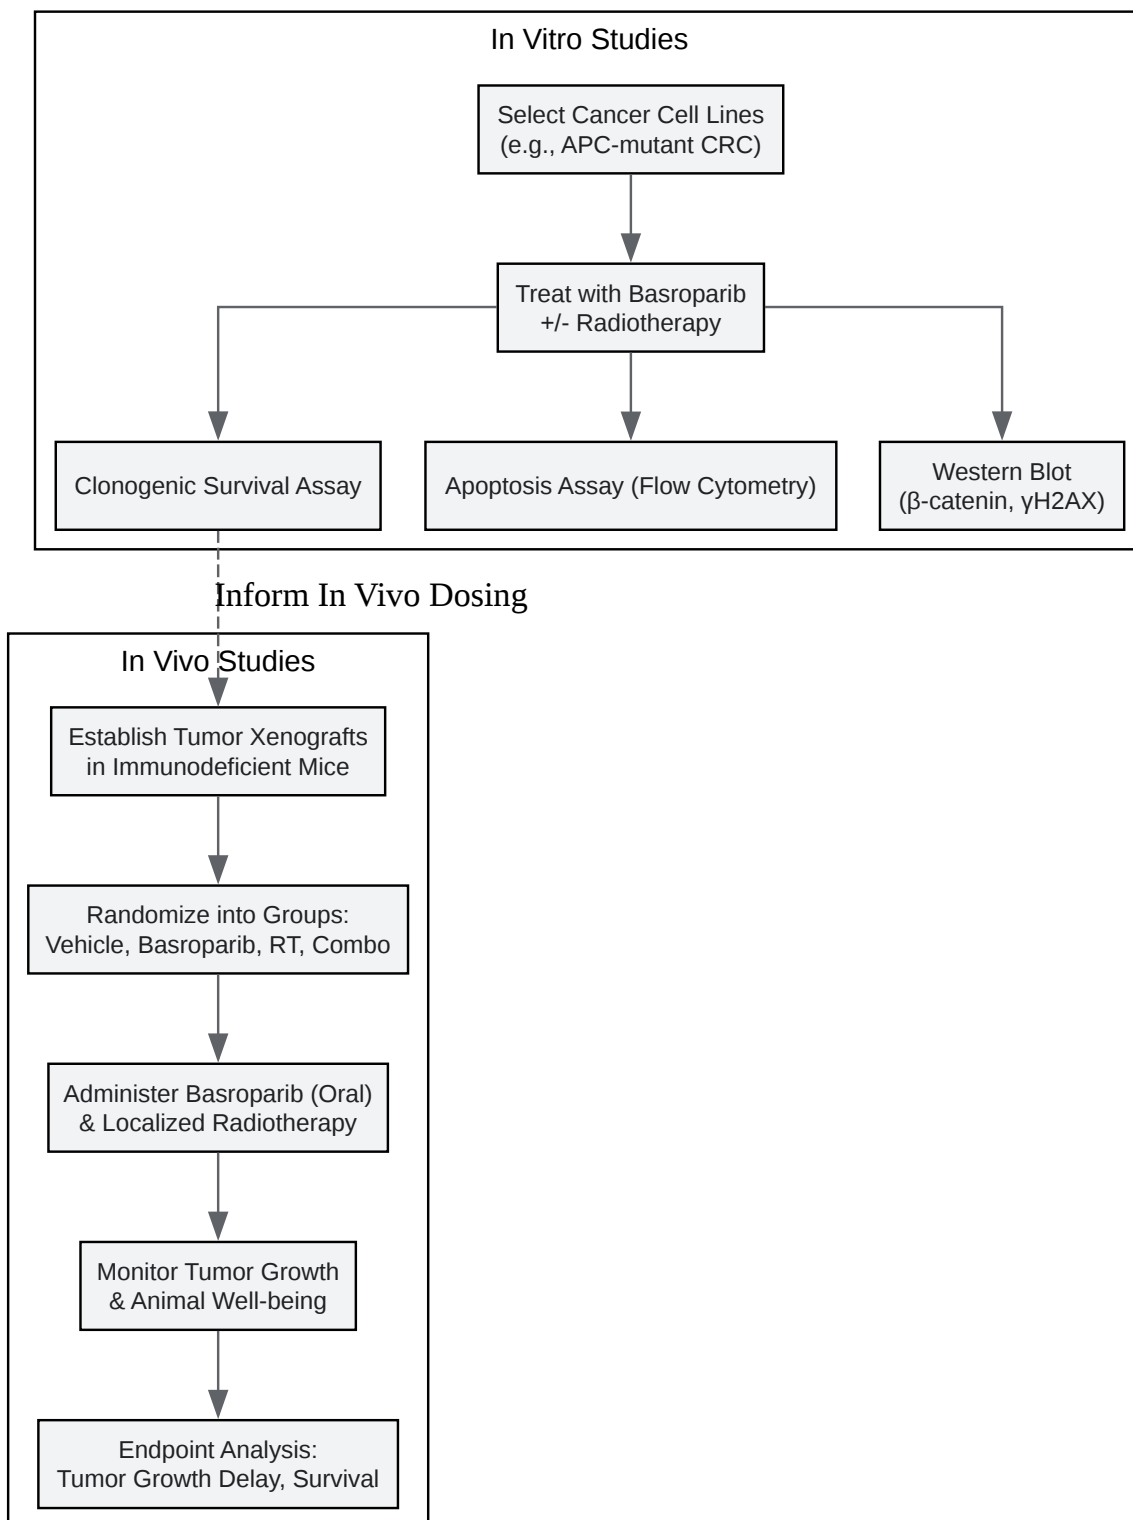 In Vitro Studies
Select Cancer Cell Lines
(e.g., APC-mutant CRC)
Treat with Basroparib
+/- Radiotherapy
Clonogenic Survival Assay
Apoptosis Assay (Flow Cytometry)
Western Blot
(β-catenin, γH2AX)
Inform In Vivo Dosing
In Vivo Studies
Establish Tumor Xenografts
in Immunodeficient Mice
Randomize into Groups:
Vehicle, Basroparib, RT, Combo
Administer Basroparib (Oral)
& Localized Radiotherapy
Monitor Tumor Growth
& Animal Well-being
Endpoint Analysis:
Tumor Growth Delay, Survival